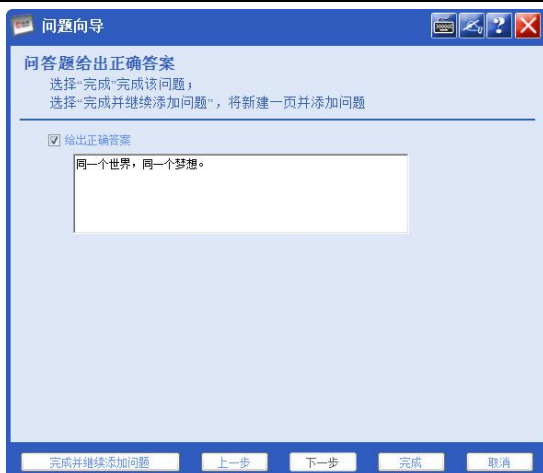 问题向导
问答题给出正确答案
选择“完成”完成该问题；
选择“完成并继续添加问题”，将新建一页并添加问题
给出正确答案
同一个世界，同一个梦想。
完成并继续添加问题 上一步 下一步 完成 取消